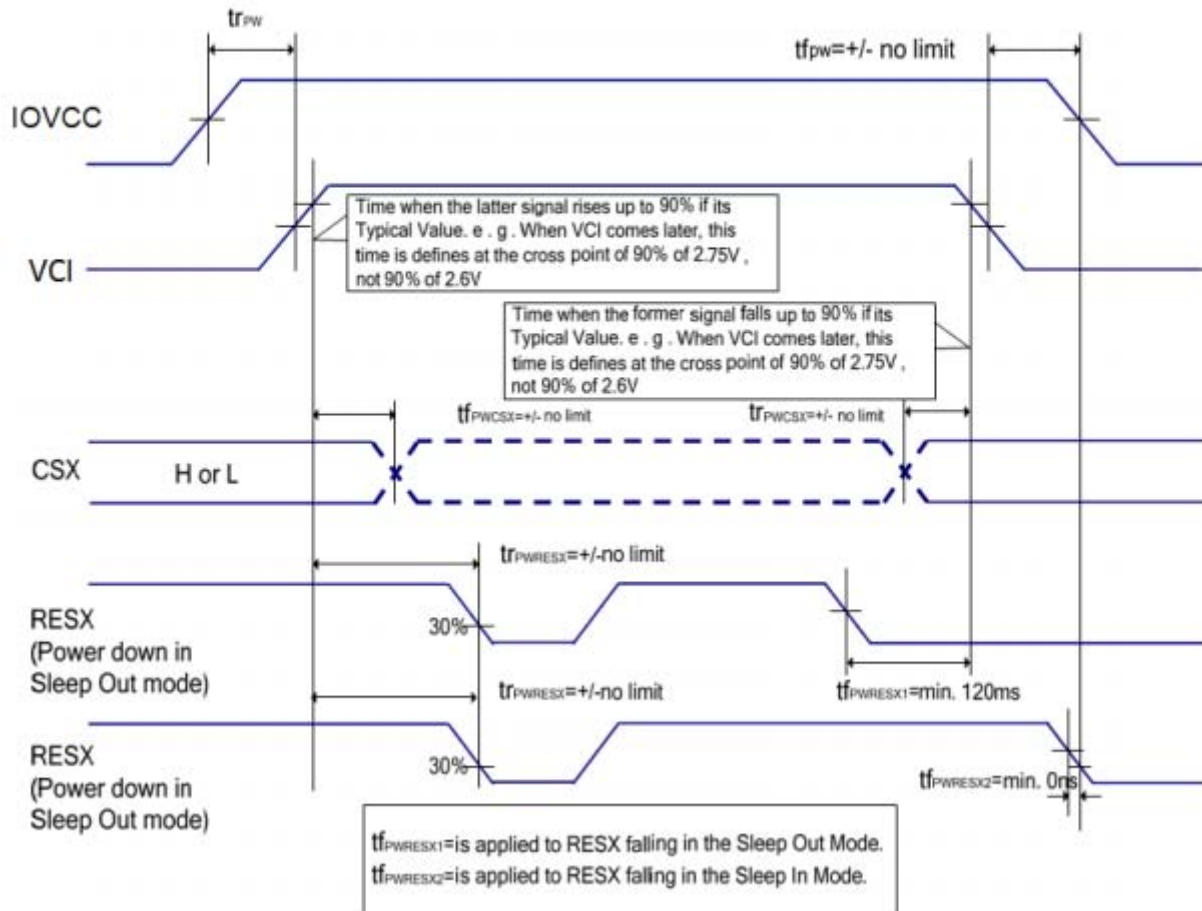 trPW
tfpw=+/- no limit
IOVCC
VCI
Time when the latter signal rises up to 90% if its
Typical Value. e . g . When VCI comes later, this
time is defines at the cross point of 90% of 2.75V ,
not 90% of 2.6V
Time when the former signal falls up to 90% if its
Typical Value. e . g . When VCI comes later, this
time is defines at the cross point of 90% of 2.75V ,
not 90% of 2.6V
tfPWCSX=+/- no limit
trPWCSX=+/- no limit
CSX
H or L
trPWRESX=+/-no limit
RESX
(Power down in
Sleep Out mode)
30%
trPWRESX=+/-no limit
tfPWRESX1=min. 120ms
RESX
(Power down in
Sleep Out mode)
30%
tfPWRESX2=min. 0ns
tfPWRESX1=is applied to RESX falling in the Sleep Out Mode.
tfPWRESX2=is applied to RESX falling in the Sleep In Mode.